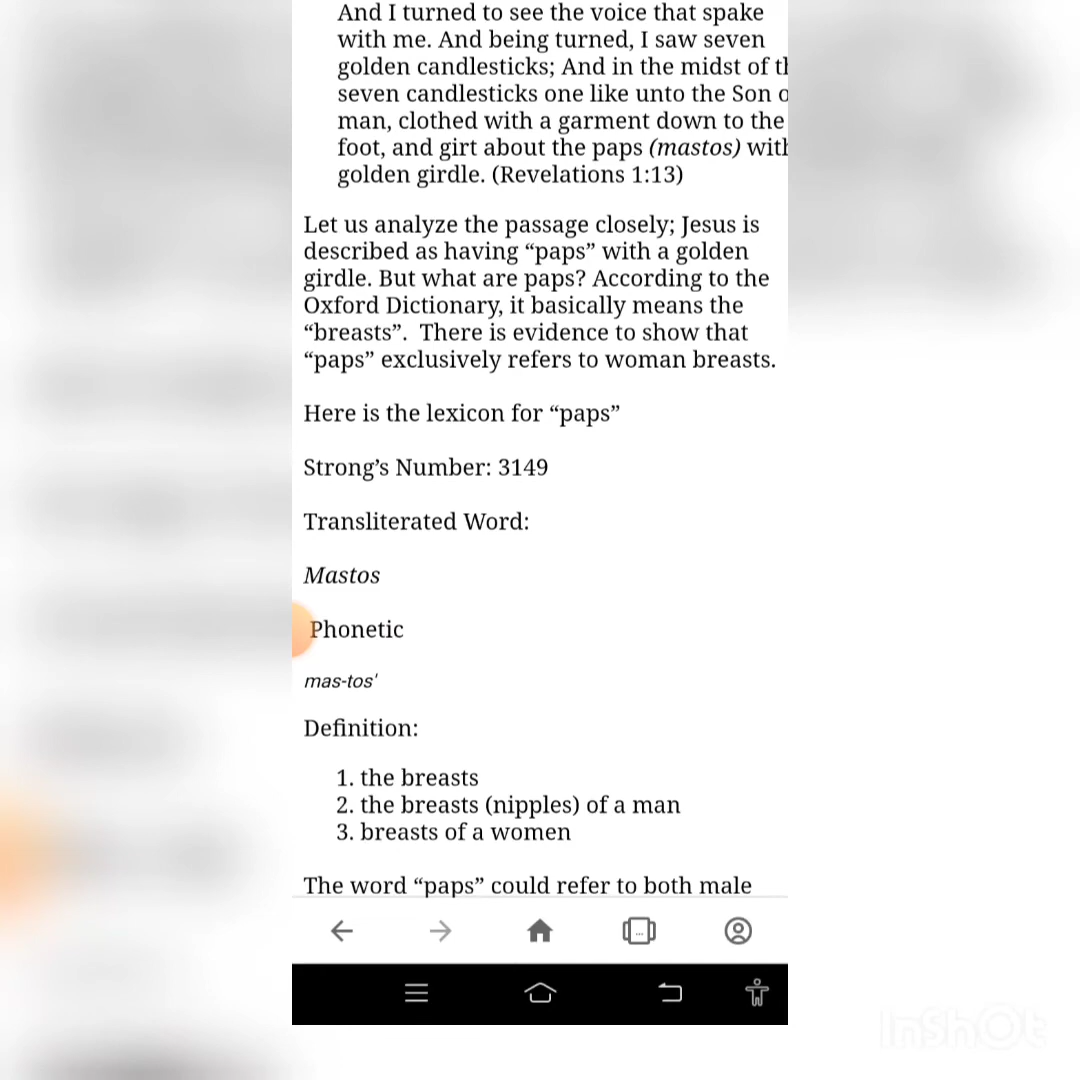 And I turned to see the voice that spake
with me. And being turned, I saw seven
golden candlesticks; And in the midst of
seven candlesticks one like unto the Son
man, clothed with a garment down to the
foot, and girt about the paps (mastos)
golden girdle. (Revelations 1:13)
Let us analyze the passage closely; Jesus is
described as having “paps” with a golden
girdle. But what are paps? According to the
Oxford Dictionary, it basically means the
“breasts”.  There is evidence to show that
“paps” exclusively refers to woman breasts.
Here is the lexicon for “paps”
Strong’s Number: 3149
Transliterated Word:
Mastos
Phonetic
mas-tos'
Definition:
1. the breasts
2. the breasts (nipples) of a man
3. breasts of a women
The word “paps” could refer to both male
InShOt